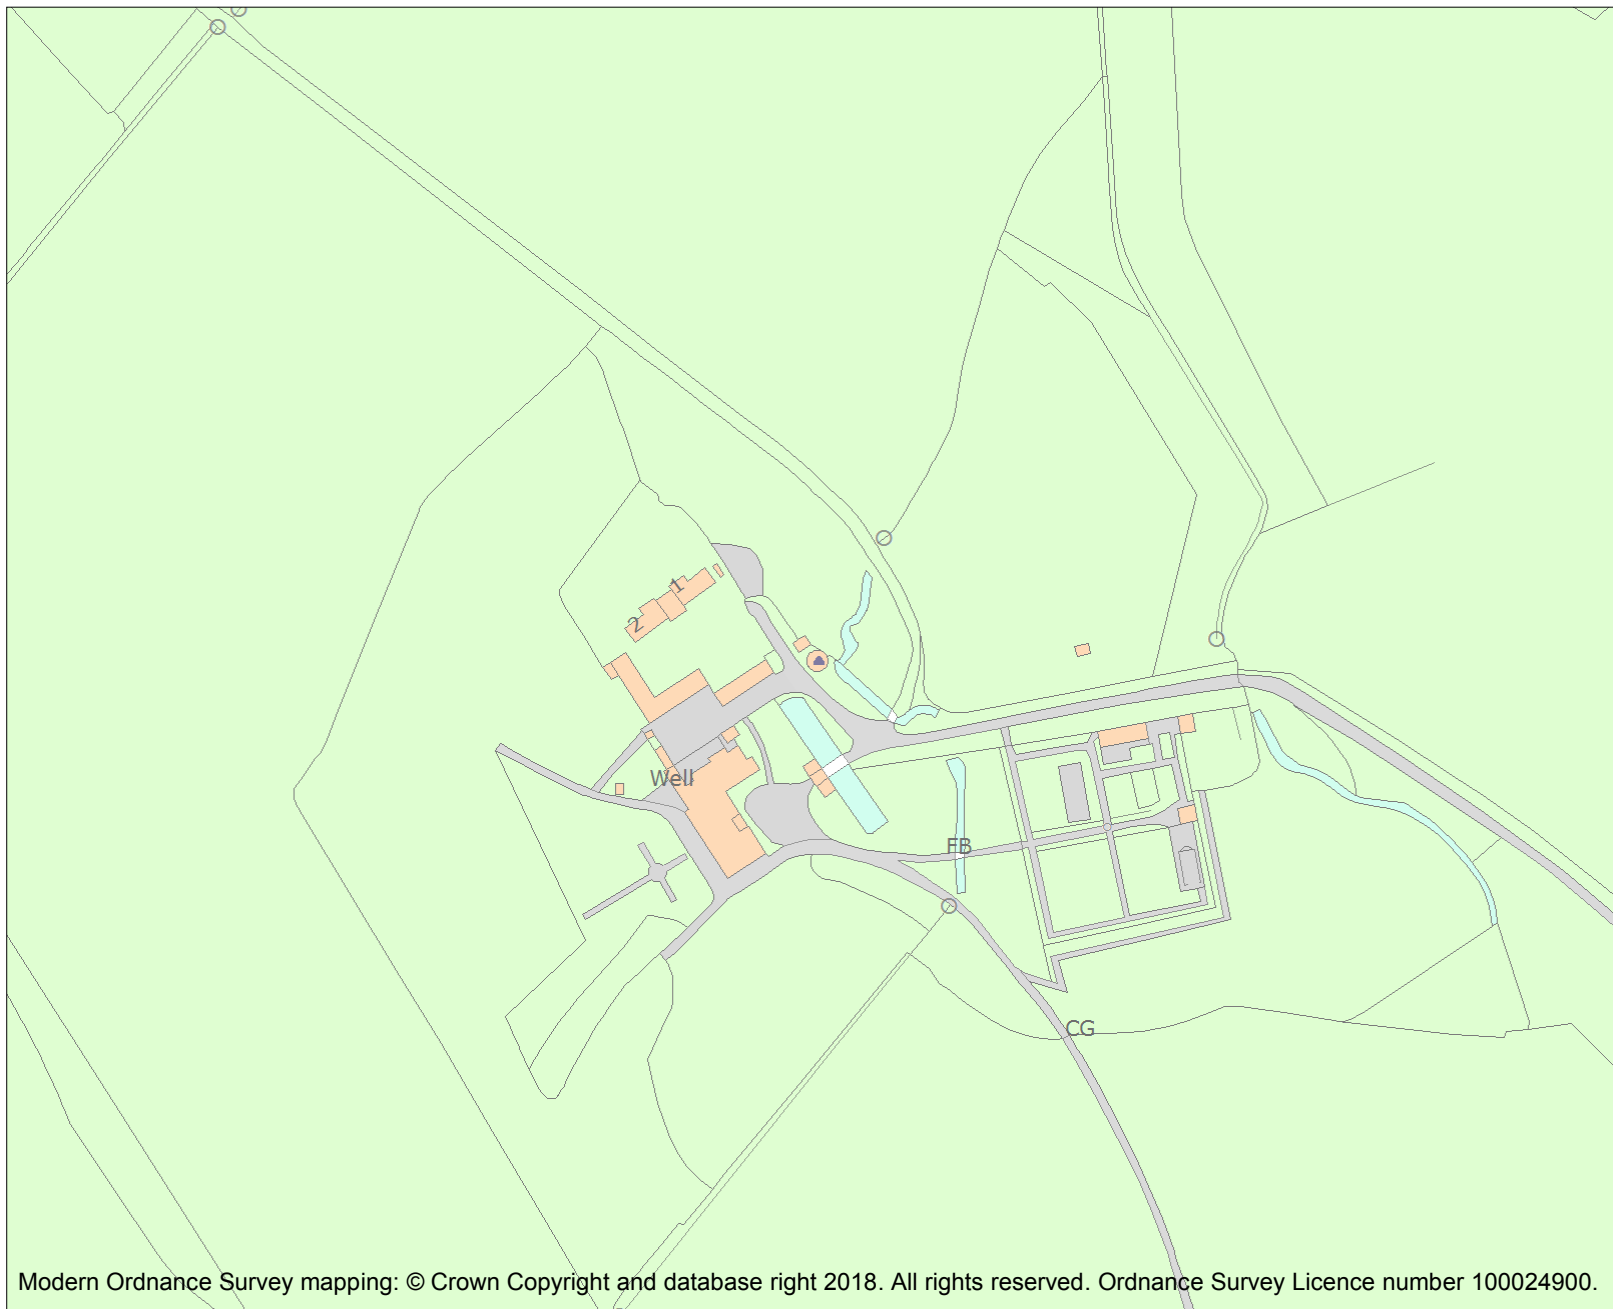 1
2
Well
FB
CG
Modern Ordnance Survey mapping: © Crown Copyright and database right 2018. All rights reserved. Ordnance Survey Licence number 100024900.